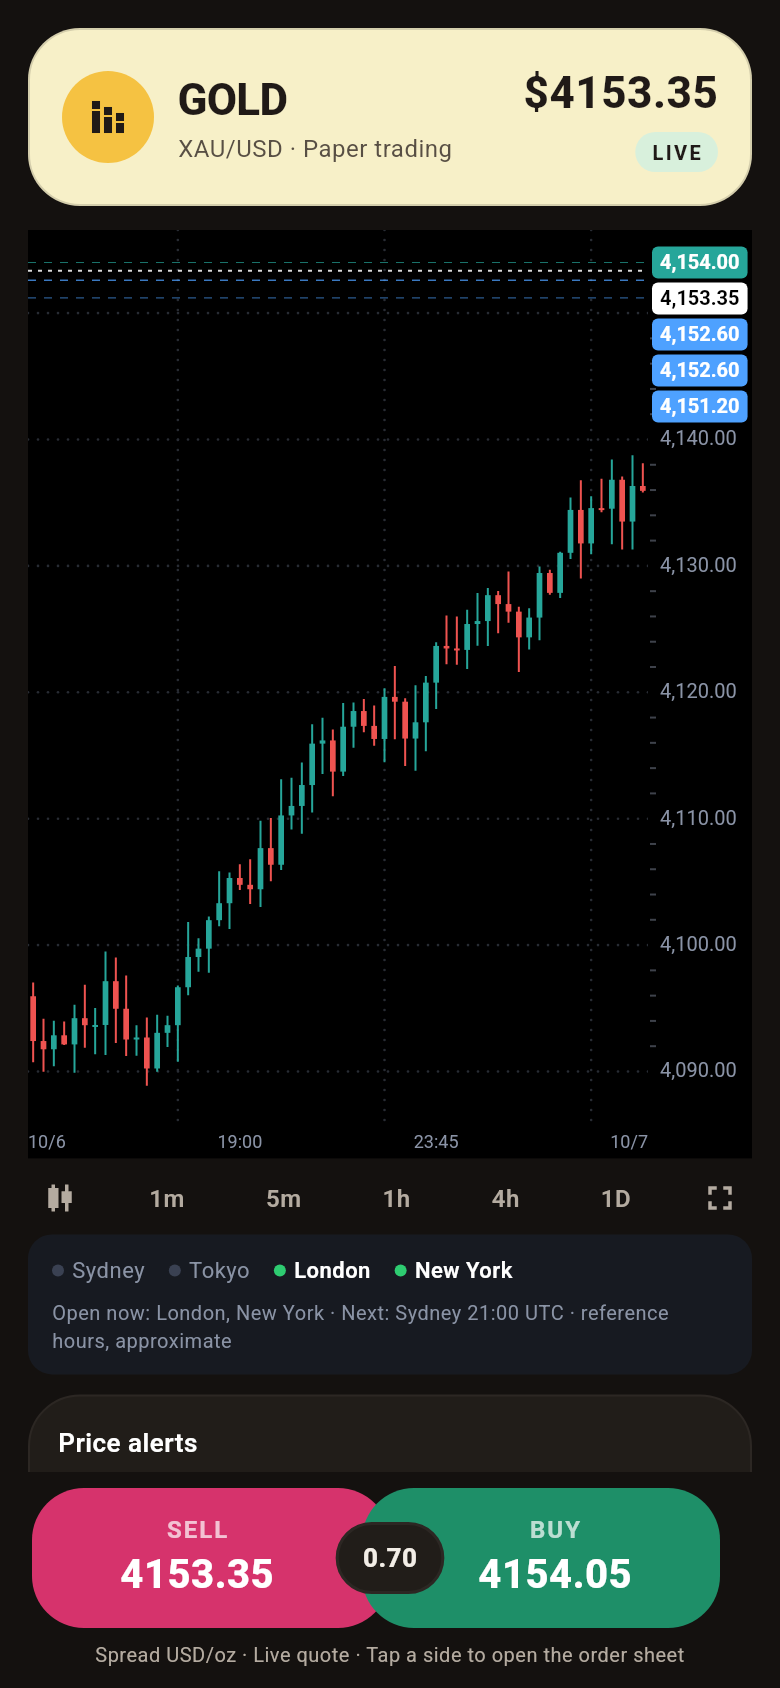 GOLD
$4153.35
XAU/USD · Paper trading
LIVE
4,154.00
4,153.35
4,152.60
4,152.60
4,151.20
4,140.00
4,130.00
4,120.00
4,110.00
4,100.00
4,090.00
10/6 19:00 23:45 10/7
1m 5m 1h 4h 1D
Sydney Tokyo London New York
Open now: London, New York · Next: Sydney 21:00 UTC · reference
hours, approximate
Price alerts
SELL
4153.35
0.70
BUY
4154.05
Spread USD/oz · Live quote · Tap a side to open the order sheet